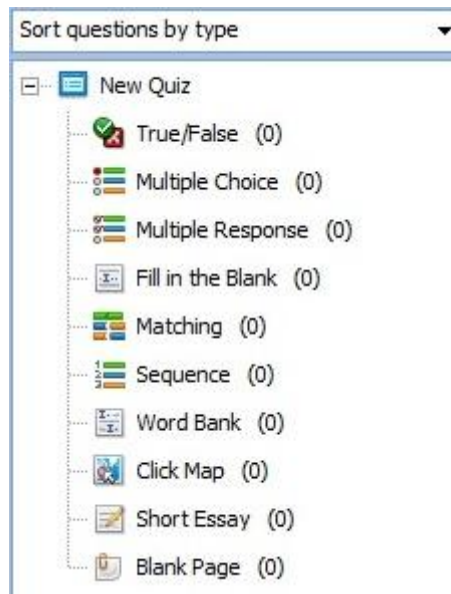 Sort questions by type
New Quiz
True/False (0)
Multiple Choice (0)
Multiple Response (0)
Fill in the Blank (0)
Matching (0)
Sequence (0)
Word Bank (0)
Click Map (0)
Short Essay (0)
Blank Page (0)